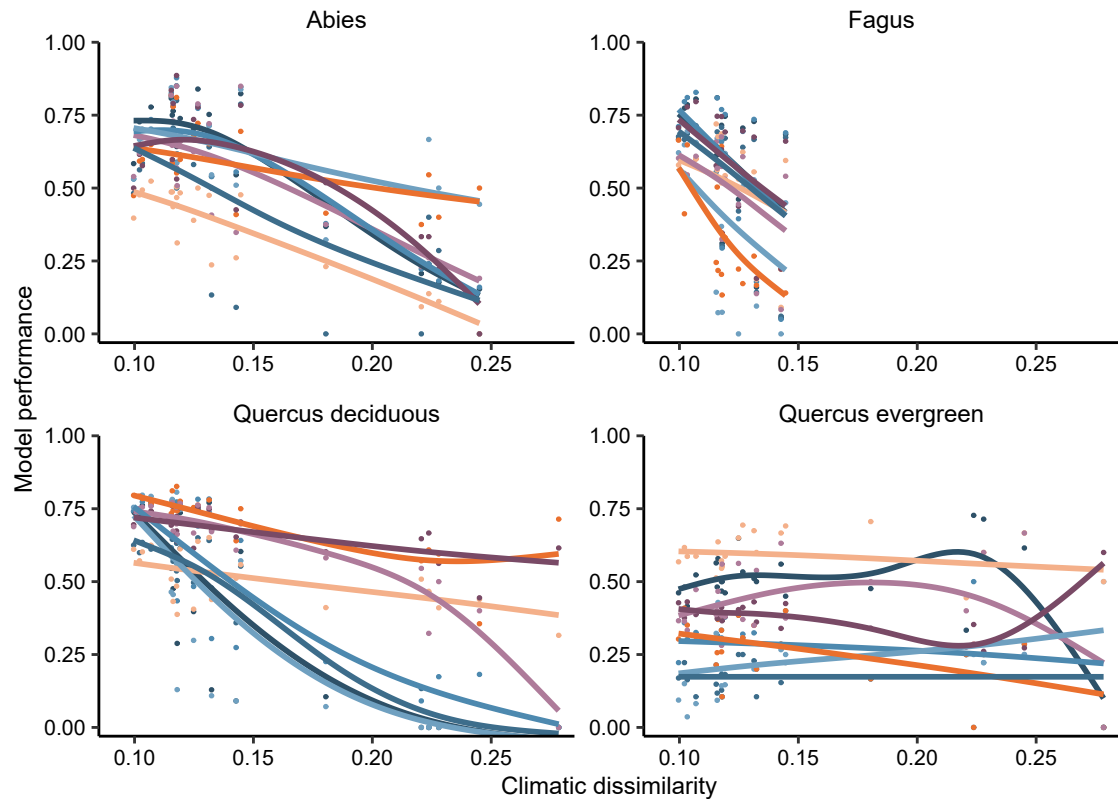 Abies
Fagus
1.00
0.75
0.50
0.25
0.00
0.10 0.15 0.20 0.25
1.00
0.75
0.50
0.25
0.00
0.10 0.15 0.20 0.25
Model performance
Quercus deciduous
Quercus evergreen
1.00
0.75
0.50
0.25
0.00
0.10 0.15 0.20 0.25
1.00
0.75
0.50
0.25
0.00
0.10 0.15 0.20 0.25
Climatic dissimilarity